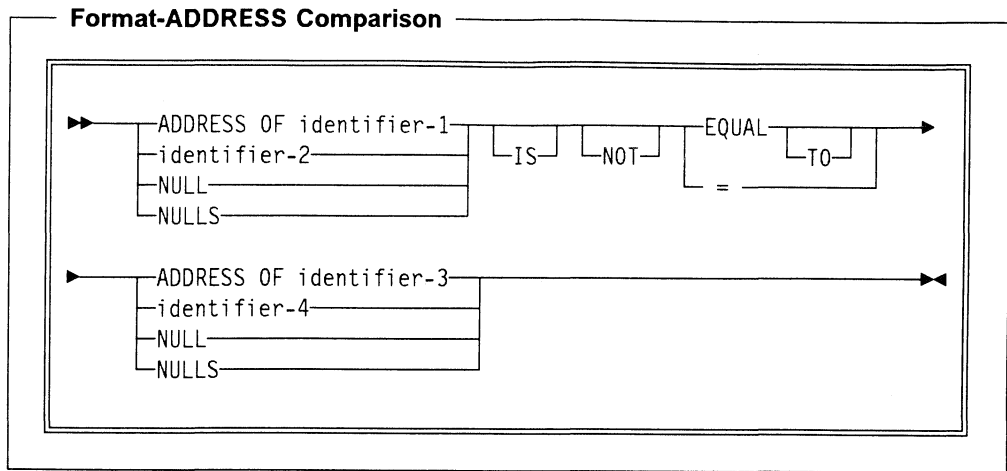 Format-ADDRESS Comparison
ADDRESS OF identifier-1
EQUAL
identifier-2
IS
NOT
TO
NULL
=
NULLS
ADDRESS OF identifier-3
identifier-4
NULL
NULLS